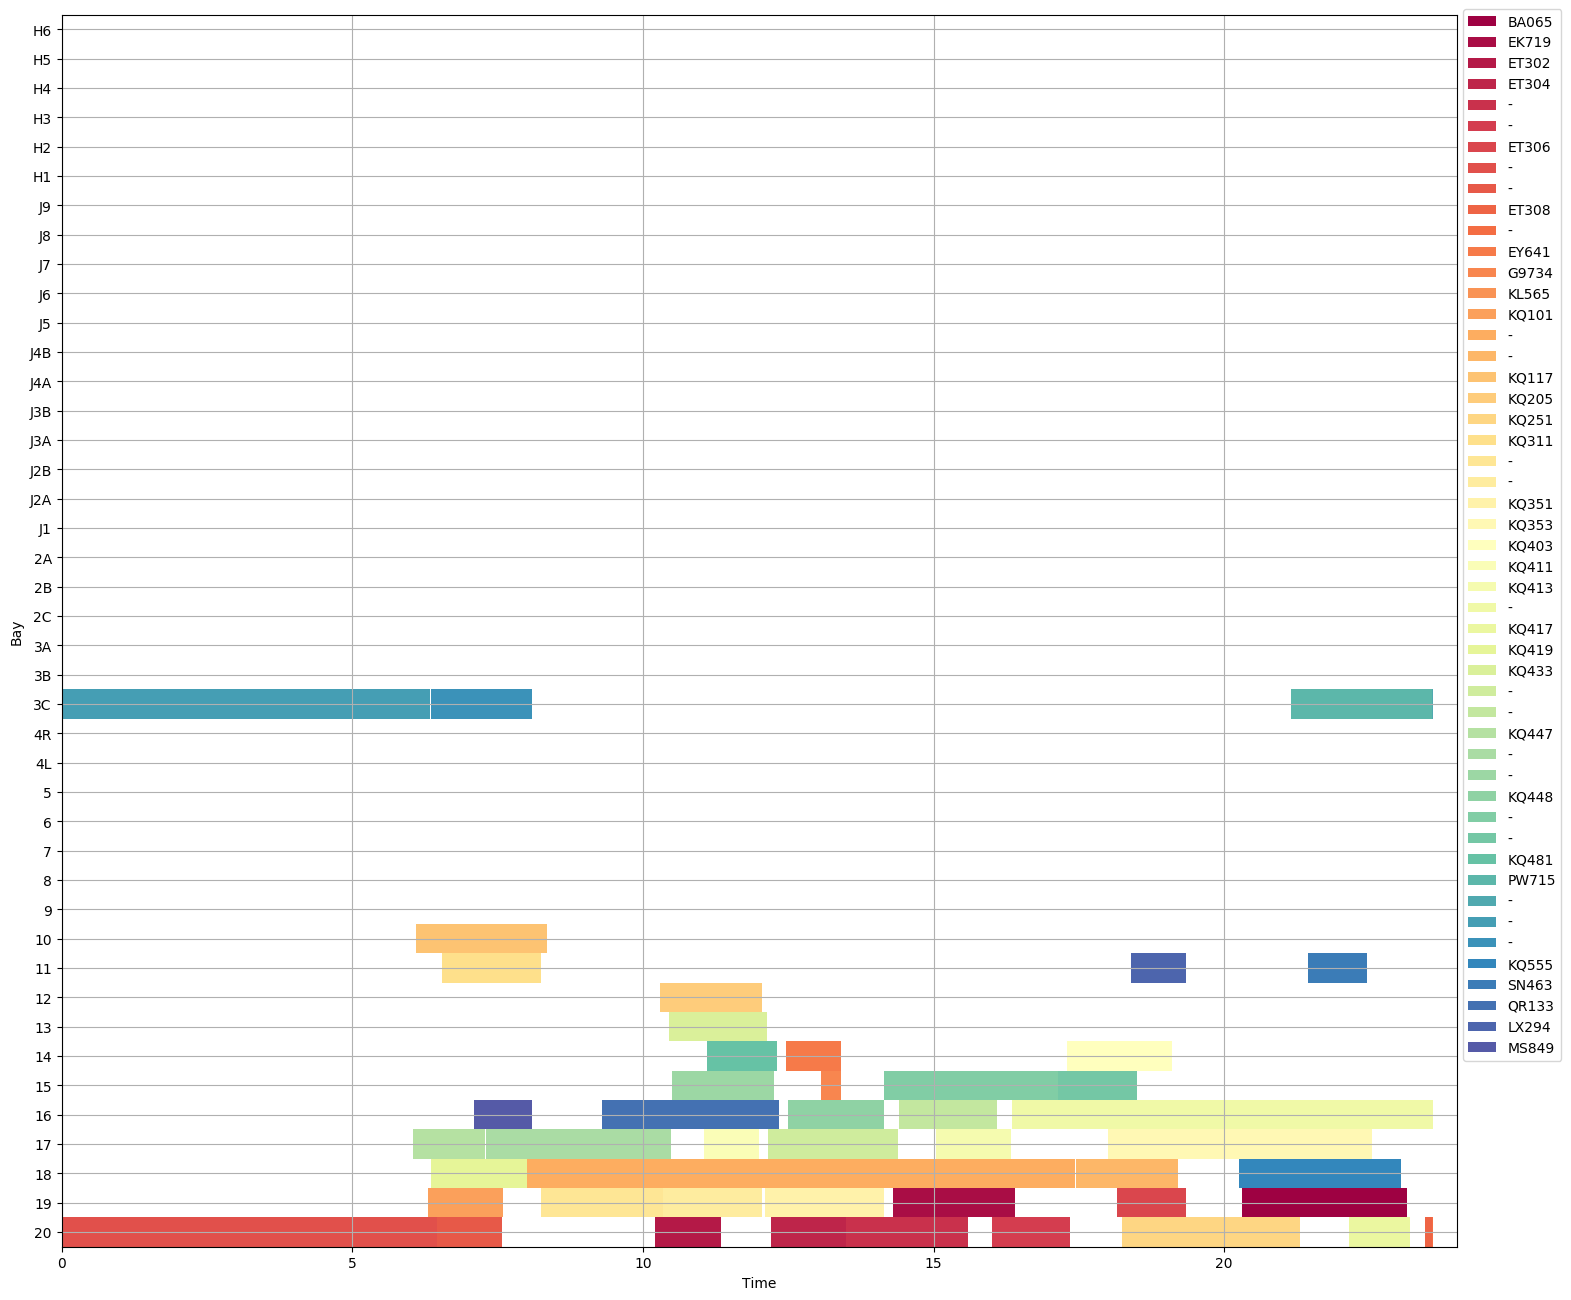 H6
H5
H4
H3
H2
H1
J9
J8
J7
J6
J5
J4B
J4A
J3B
J3A
J2B
J2A
J1
2A
2B
2C
3A
3B
3C
4R
4L
5
6
7
8
9
10
11
12
13
14
15
16
17
18
19
20
Bay
0 5 10 15 20
Time
BA065
EK719
ET302
ET304
-
-
ET306
-
-
ET308
-
EY641
G9734
KL565
KQ101
-
-
KQ117
KQ205
KQ251
KQ311
-
-
KQ351
KQ353
KQ403
KQ411
KQ413
-
KQ417
KQ419
KQ433
-
-
KQ447
-
-
KQ448
-
-
KQ481
PW715
-
-
-
KQ555
SN463
QR133
LX294
MS849